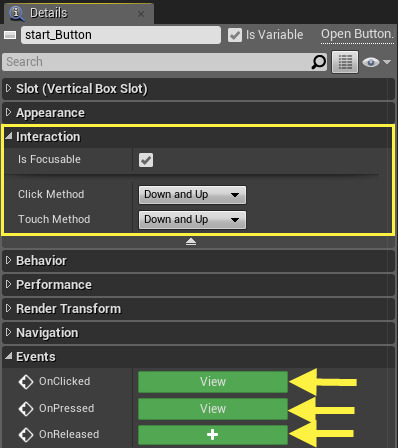 Details
start_Button Is Variable Open Button.
Search
Slot (Vertical Box Slot)
Appearance
Interaction
Is Focusable
Click Method Down and Up
Touch Method Down and Up
Behavior
Performance
Render Transform
Navigation
Events
OnClicked View
OnPressed View
OnReleased +